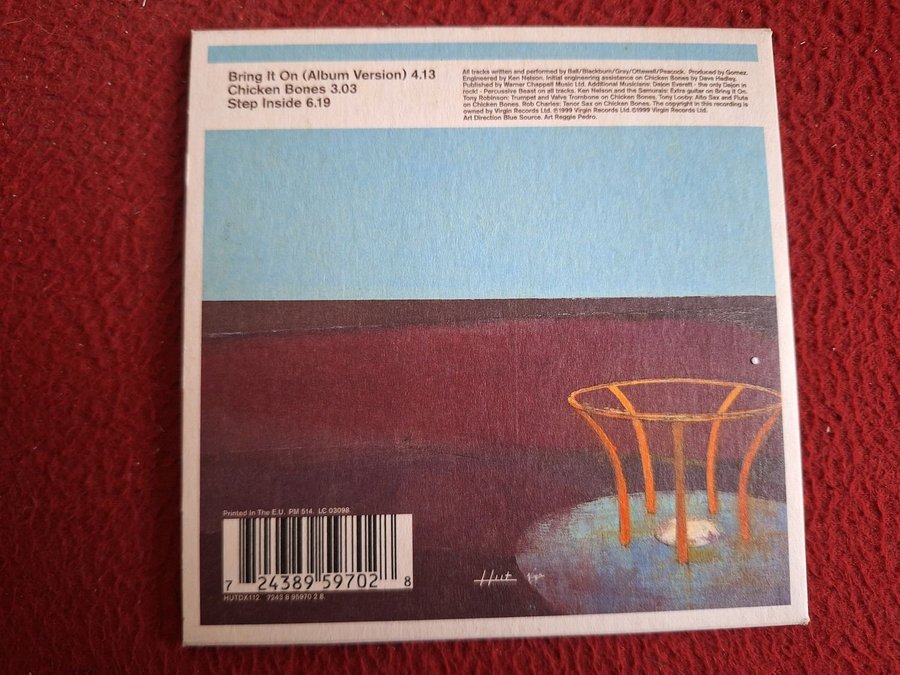 Bring It On (Album Version) 4.13
Chicken Bones 3.03
Step Inside 6.19
All tracks written and performed by Ball/Blackburn/Gray/Ottewell/Peacock. Produced by Gomez.
Engineered by Ken Nelson. Initial engineering assistance on Chicken Bones by Dave Hadley.
Published by Warner Chappell Music Ltd. Additional Musicians: Dajon Everett - the only Dajon in
rock! - Percussive Beast on all tracks. Ken Nelson and the Samurais: Extra guitar on Bring It On.
Tony Robinson: Trumpet and Valve Trombone on Chicken Bones. Tony Looby: Alto Sax and Flute
on Chicken Bones. Rob Charles: Tenor Sax on Chicken Bones. The copyright in this recording is
owned by Virgin Records Ltd. ℗1999 Virgin Records Ltd. ©1999 Virgin Records Ltd.
Art Direction Blue Source. Art Reggie Pedro.
Printed In The E.U. PM 514. LC 03098
7 24389 59702 8
HUTDX112. 7243 8 95970 2 8.
Hut Virgin